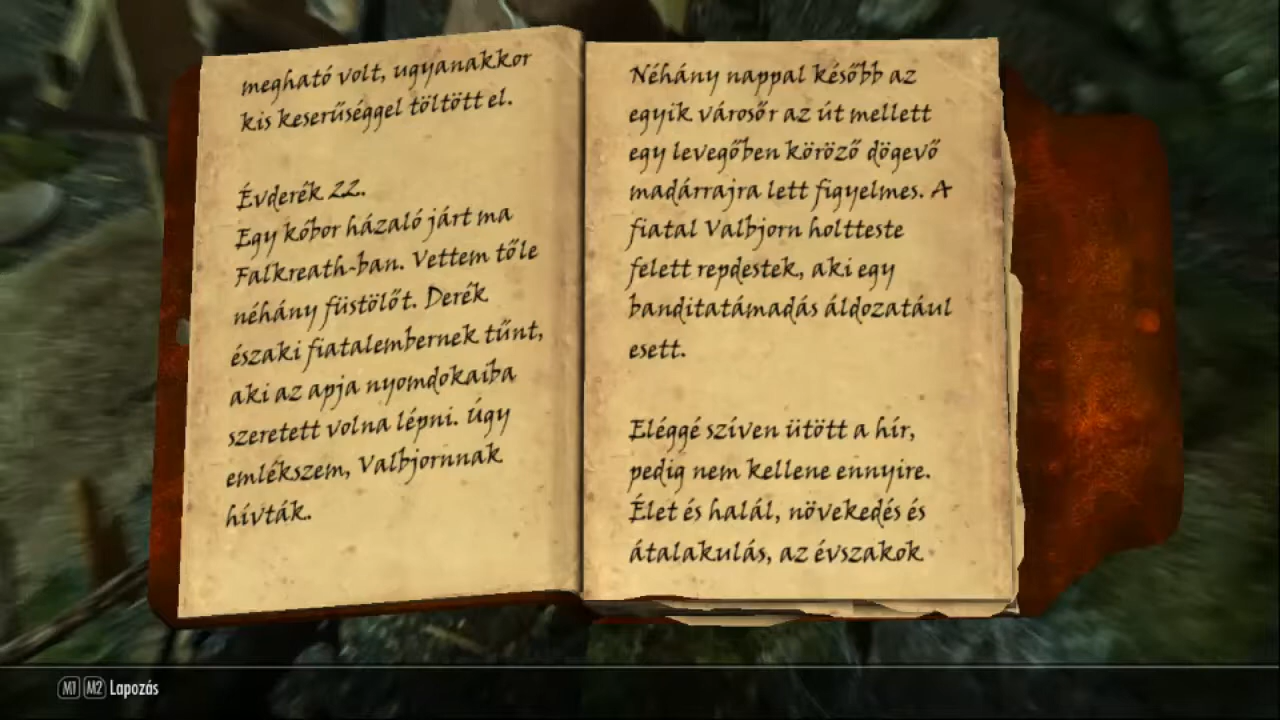 megható volt, ugyanakkor
kis keserűséggel töltött el.
Évderék 22.
Egy kóbor házaló járt ma
Falkreath-ban. Vettem tőle
néhány füstölőt. Derék
északi fiatalembernek tűnt,
aki az apja nyomdokaiba
szeretett volna lépni. Úgy
emlékszem, Valbjornnak
hívták.
Néhány nappal később az
egyik városőr az út mellett
egy levegőben köröző dögevő
madárrajra lett figyelmes. A
fiatal Valbjorn holtteste
felett repdestek, aki egy
banditatámadás áldozatául
esett.
Eléggé szíven ütött a hír,
pedig nem kellene ennyire.
Élet és halál, növekedés és
átalakulás, az évszakok
M1 M2 Lapozás